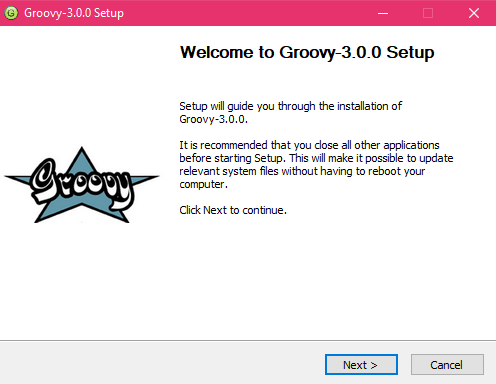 Groovy-3.0.0 Setup
Welcome to Groovy-3.0.0 Setup
Setup will guide you through the installation of
Groovy-3.0.0.
It is recommended that you close all other applications
before starting Setup. This will make it possible to update
relevant system files without having to reboot your
computer.
Groovy
Click Next to continue.
Next >
Cancel